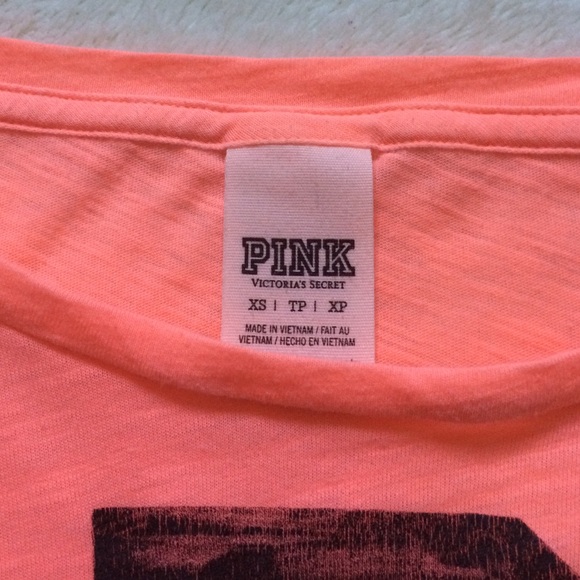 PINK
VICTORIA'S SECRET
XS | TP | XP
MADE IN VIETNAM / FAIT AU
VIETNAM / HECHO EN VIETNAM